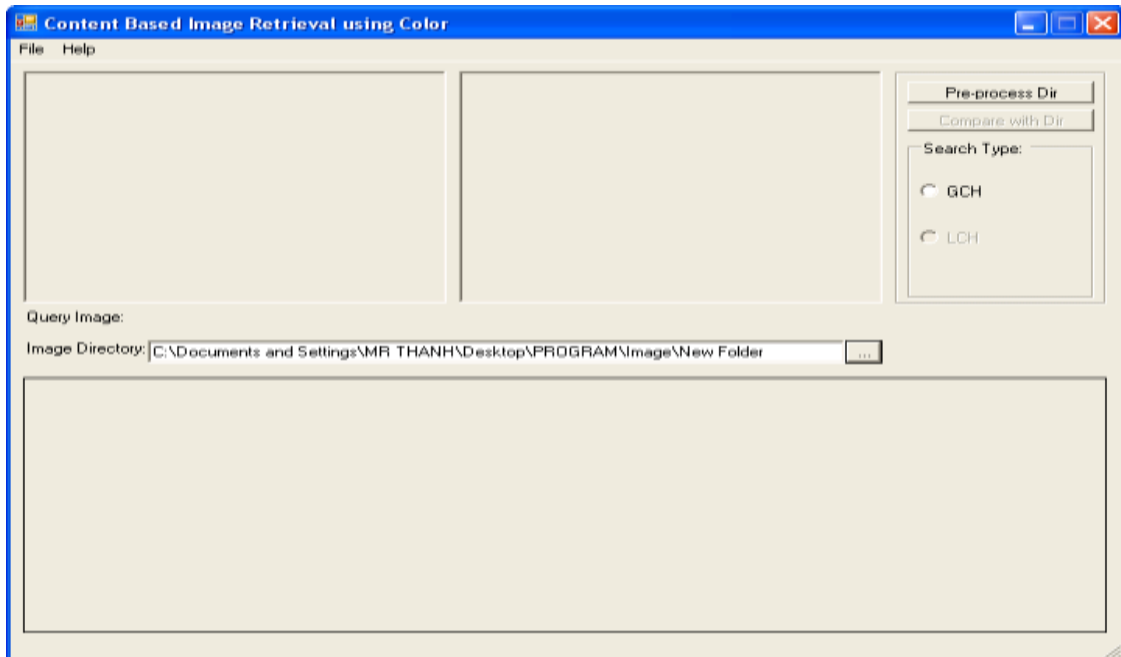 Content Based Image Retrieval using Color
File Help
Pre-process Dir
Compare with Dir
Search Type:
GCH
LCH
Query Image:
Image Directory: C:\Documents and Settings\MR THANH\Desktop\PROGRAM\Image\New Folder ...